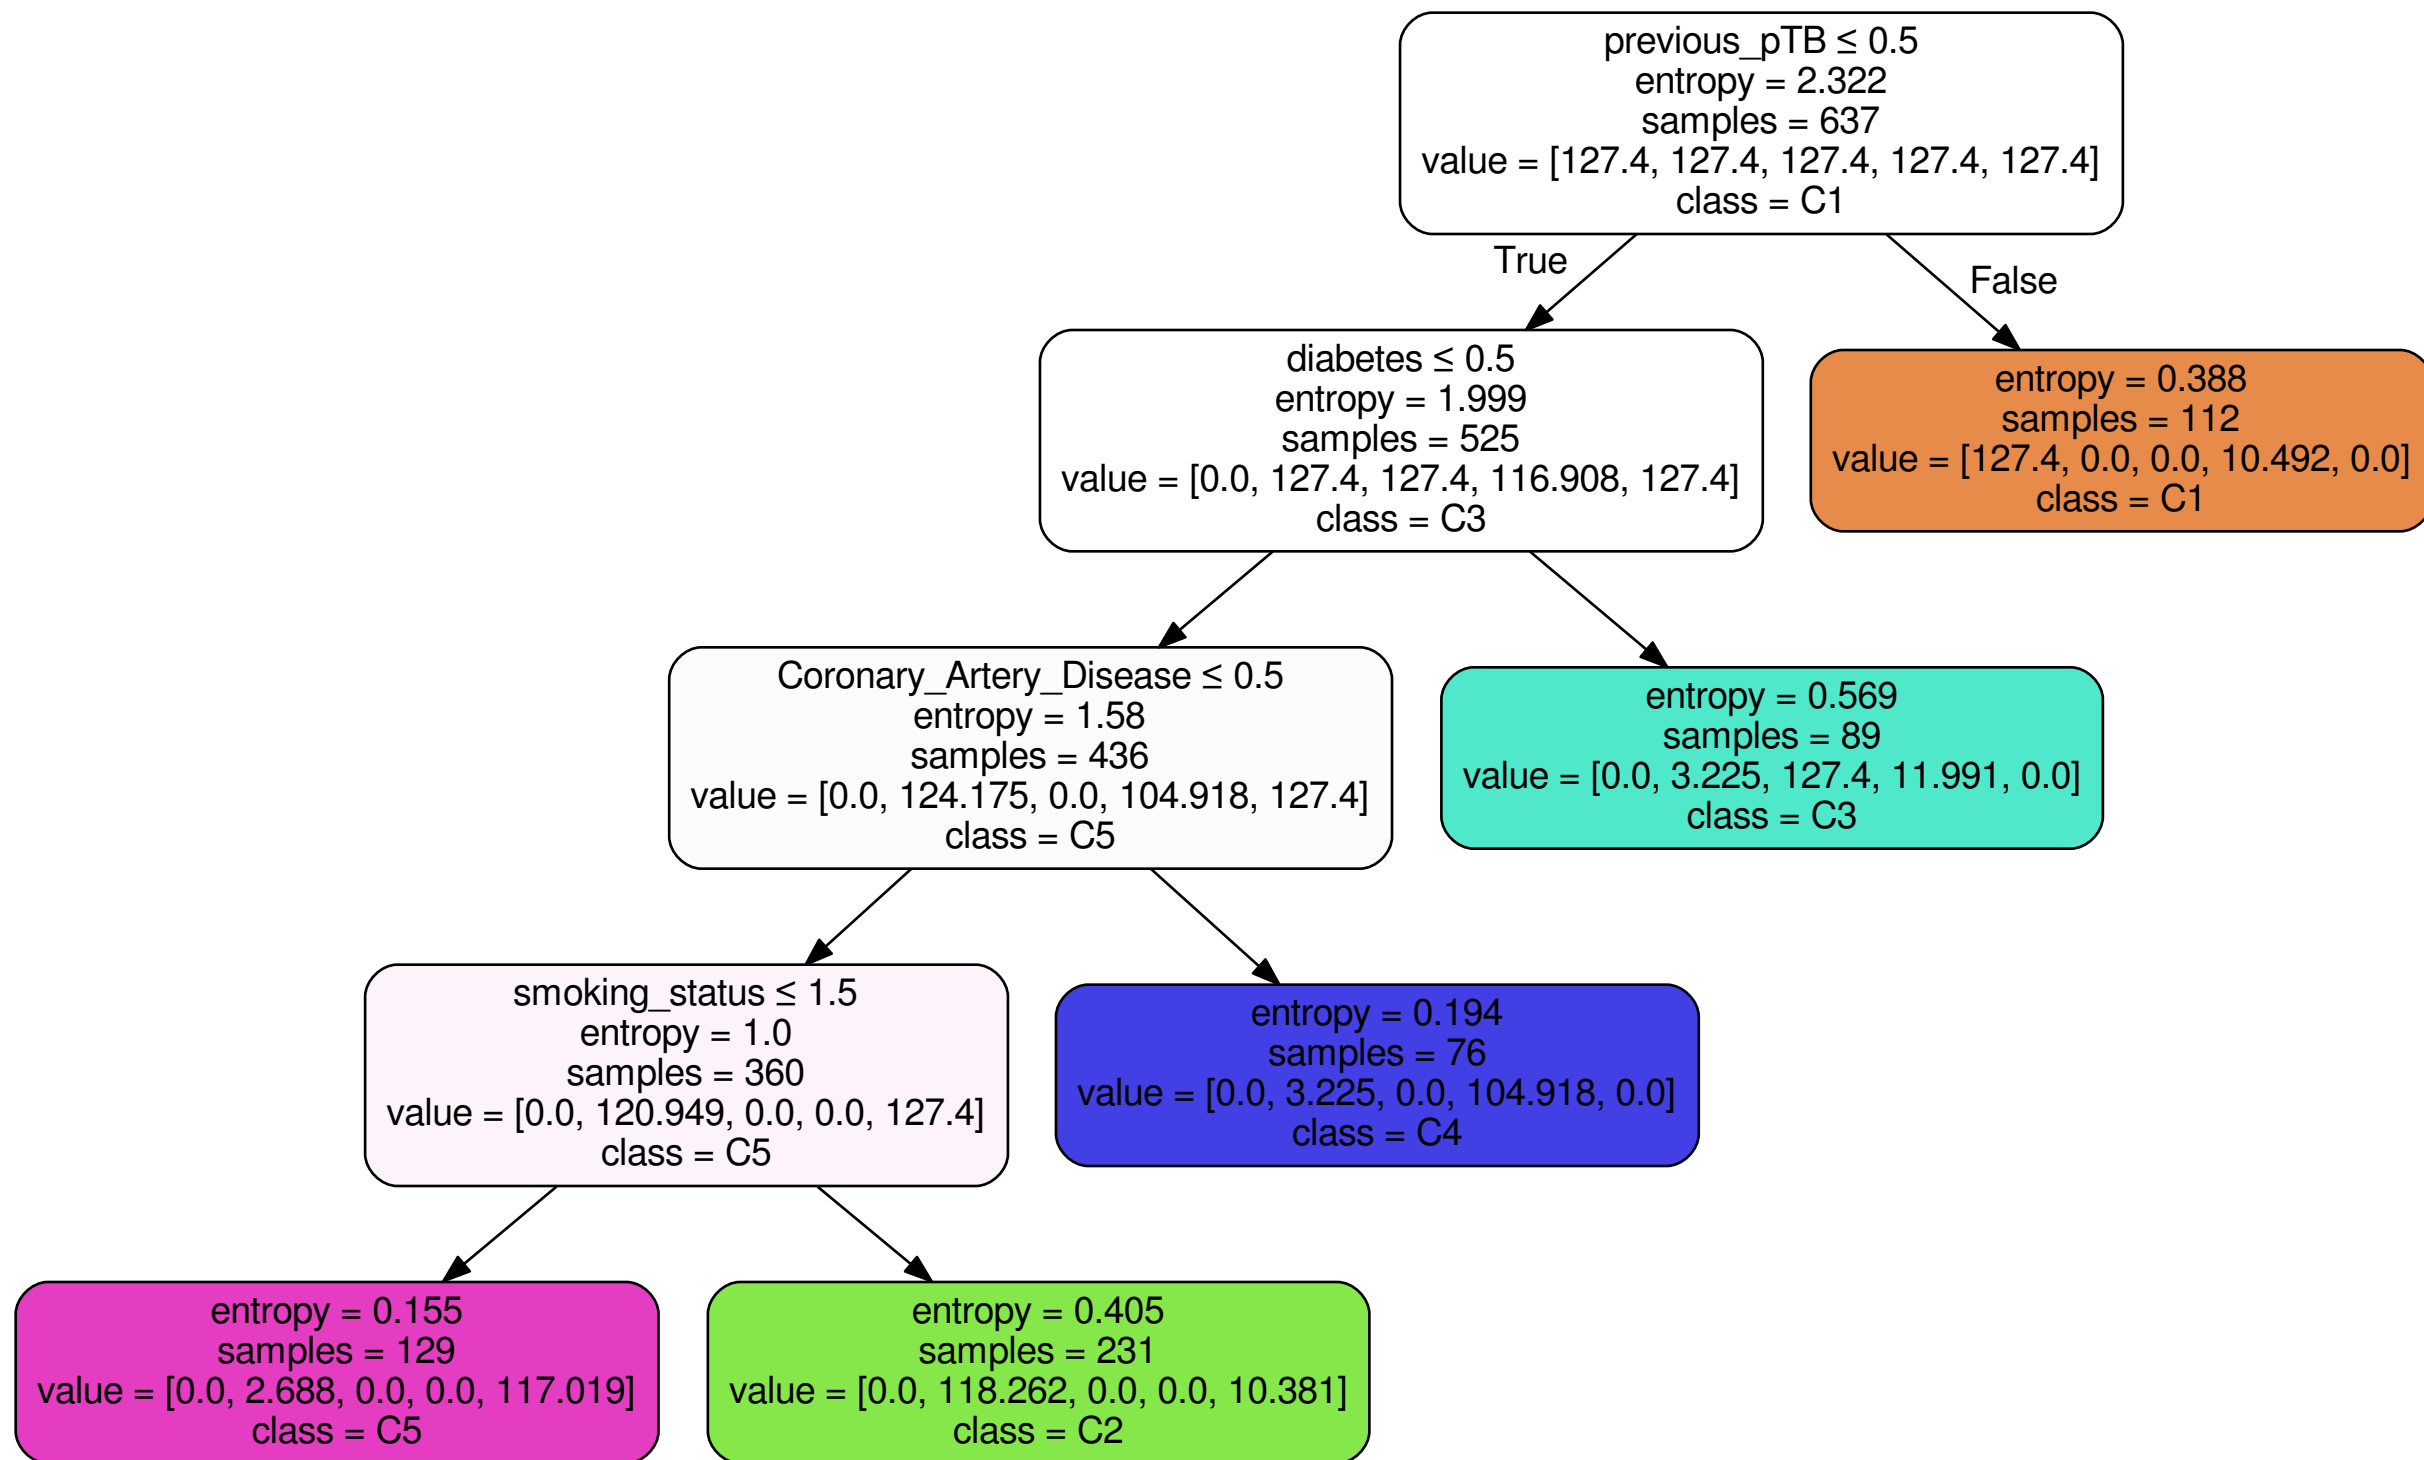 previous_pTB ≤ 0.5
entropy = 2.322
samples = 637
value = [127.4, 127.4, 127.4, 127.4, 127.4]
class = C1
True
False
diabetes ≤ 0.5
entropy = 1.999
samples = 525
value = [0.0, 127.4, 127.4, 116.908, 127.4]
class = C3
entropy = 0.388
samples = 112
value = [127.4, 0.0, 0.0, 10.492, 0.0]
class = C1
Coronary_Artery_Disease ≤ 0.5
entropy = 1.58
samples = 436
value = [0.0, 124.175, 0.0, 104.918, 127.4]
class = C5
entropy = 0.569
samples = 89
value = [0.0, 3.225, 127.4, 11.991, 0.0]
class = C3
smoking_status ≤ 1.5
entropy = 1.0
samples = 360
value = [0.0, 120.949, 0.0, 0.0, 127.4]
class = C5
entropy = 0.194
samples = 76
value = [0.0, 3.225, 0.0, 104.918, 0.0]
class = C4
entropy = 0.155
samples = 129
value = [0.0, 2.688, 0.0, 0.0, 117.019]
class = C5
entropy = 0.405
samples = 231
value = [0.0, 118.262, 0.0, 0.0, 10.381]
class = C2